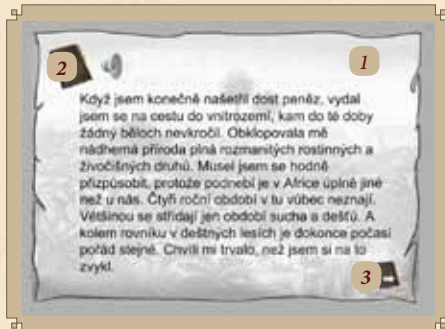 1
2
Když jsem konečně našetřil dost peněz, vydal
jsem se na cestu do vnitrozemí, kam do té doby
žádný běloch nevkročil. Obklopovala mě
nádherná příroda plná rozmanitých rostlinných a
živočišných druhů. Musel jsem se hodně
přizpůsobit, protože podnebí je v Africe úplně jiné
než u nás. Čtyři roční období v tu vůbec neznají.
Většinou se střídají jen období sucha a dešťů. A
kolem rovníku v deštných lesích je dokonce počasí
pořád stejné. Chvíli mi trvalo, než jsem si na to
zvykl.
3